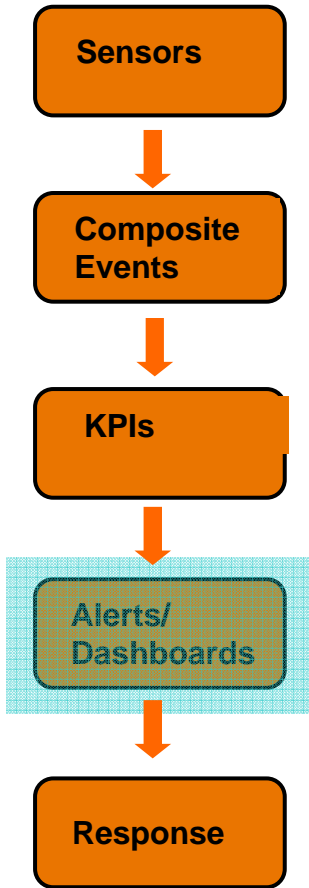 Sensors
Composite
Events
KPIs
Alerts/
Dashboards
Response